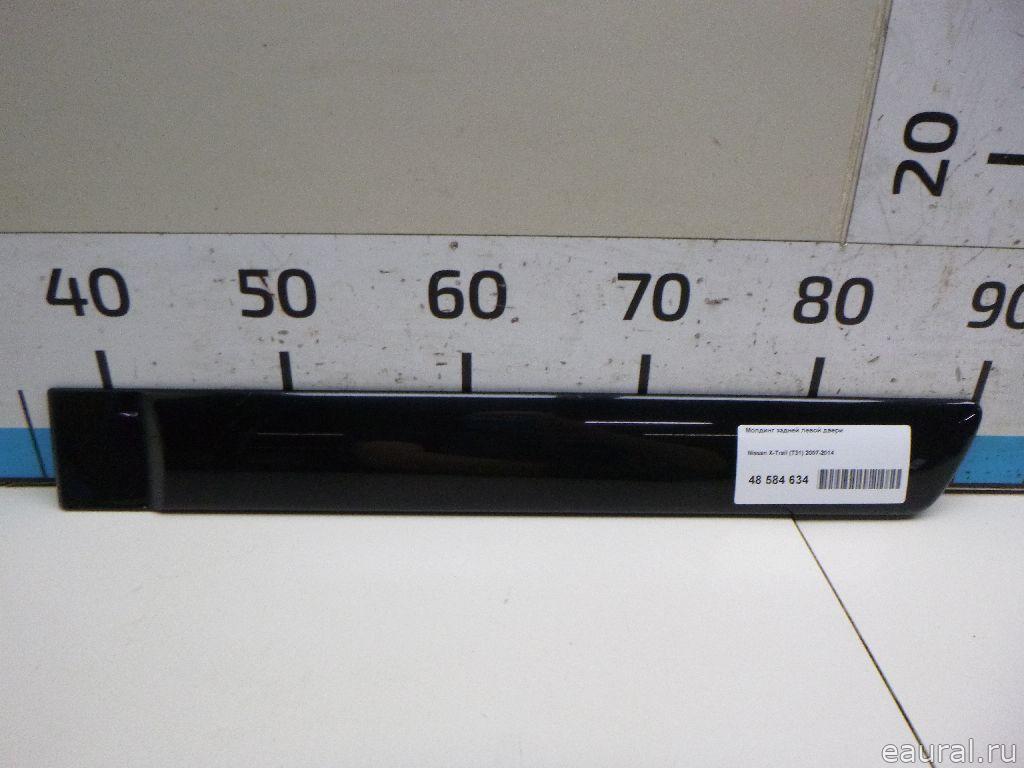 20
40 50 60 70 80 90
Молдинг задней левой двери
Nissan X-Trail (T31) 2007-2014
48 584 634
eaural.ru